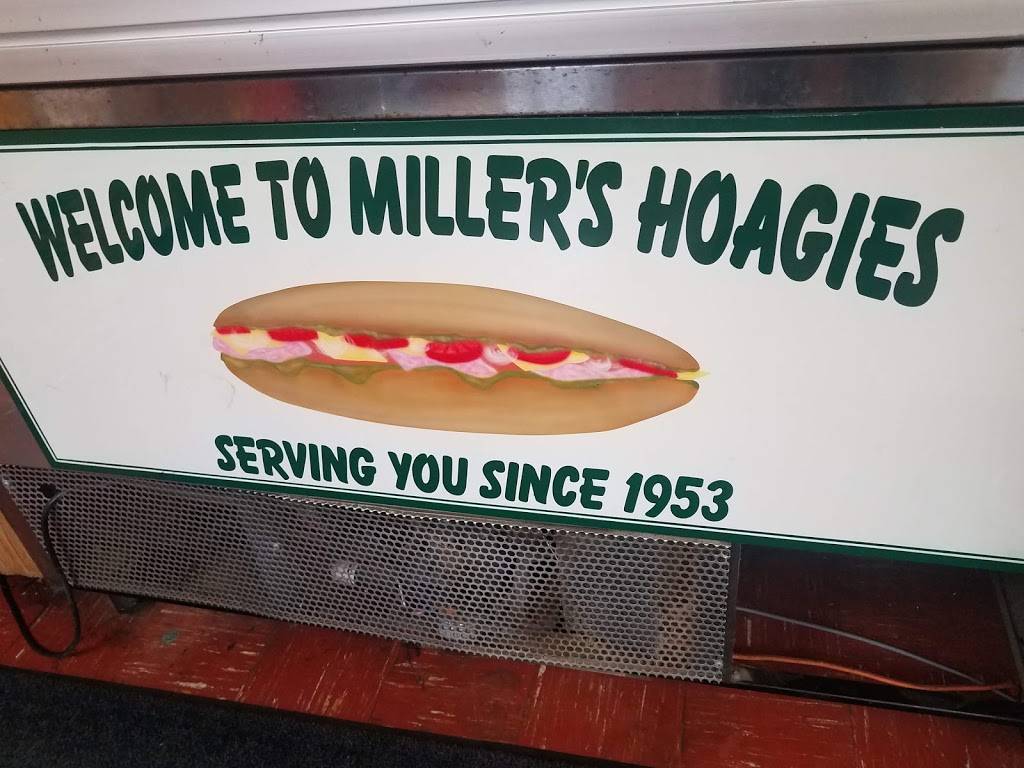 WELCOME TO MILLER'S HOAGIES
SERVING YOU SINCE 1953